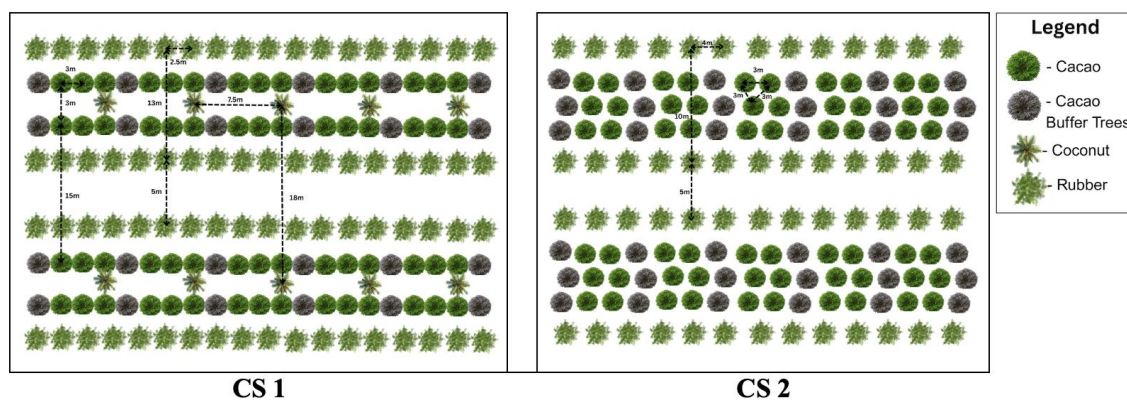 3m
3m
15m
2.5m
13m
5m
7.5m
18m
CS 1
4m
10m
5m
3m
3m
3m
CS 2
Legend
- Cacao
- Cacao
Buffer Trees
- Coconut
- Rubber